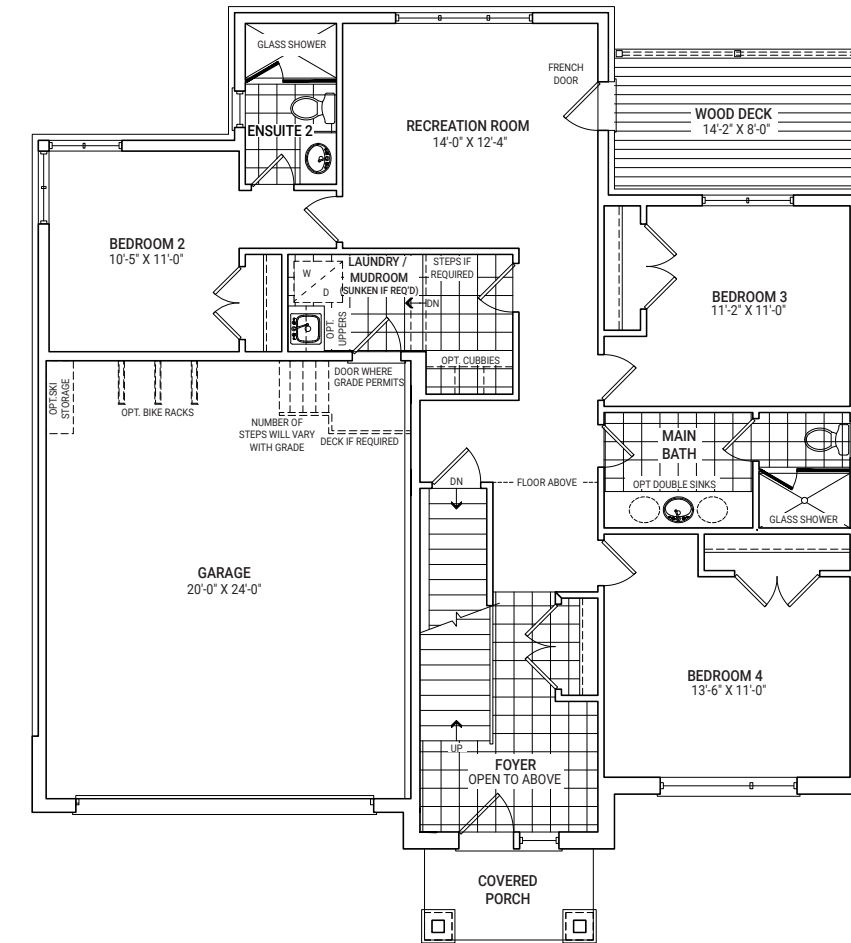 GLASS SHOWER
ENSUITE 2
RECREATION ROOM
14'-0" X 12'-4"
FRENCH
DOOR
WOOD DECK
14'-2" X 8'-0"
BEDROOM 2
10'-5" X 11'-0"
W
D
LAUNDRY /
MUDROOM
(SUNKEN IF REQ'D)
STEPS IF
REQUIRED
DN
OPT.
UPPERS
OPT. CUBBIES
BEDROOM 3
11'-2" X 11'-0"
OPT.SKI
STORAGE
OPT. BIKE RACKS
DOOR WHERE
GRADE PERMITS
NUMBER OF
STEPS WILL VARY
WITH GRADE
DECK IF REQUIRED
MAIN
BATH
OPT DOUBLE SINKS
GLASS SHOWER
DN
FLOOR ABOVE
GARAGE
20'-0" X 24'-0"
BEDROOM 4
13'-6" X 11'-0"
UP
FOYER
OPEN TO ABOVE
COVERED
PORCH